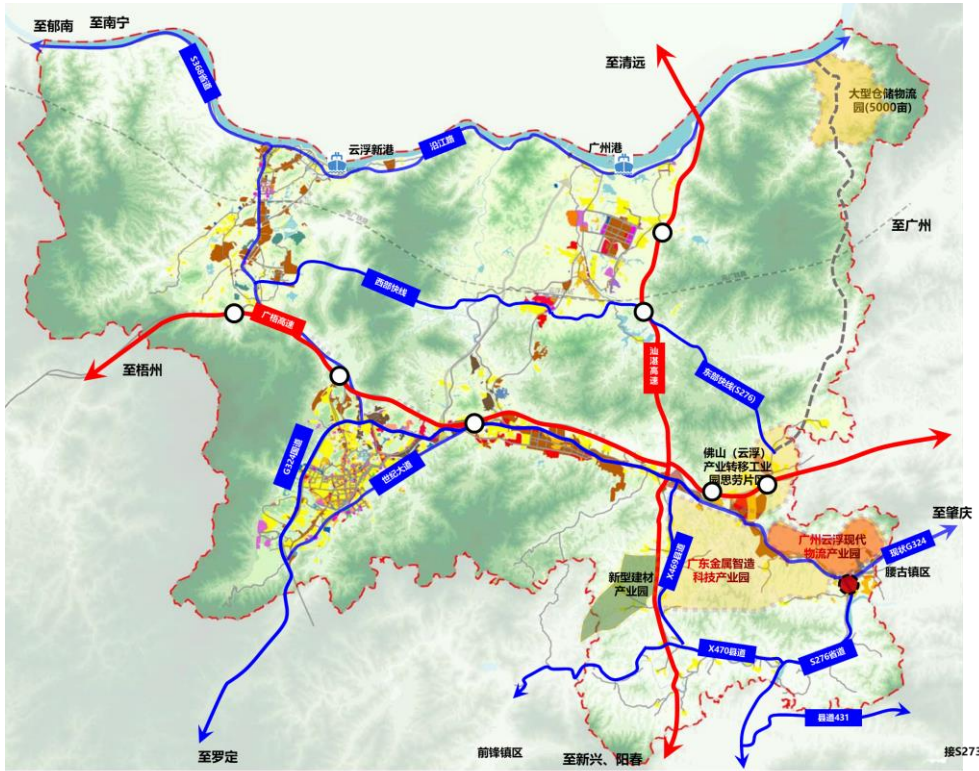 至郁南
至南宁
S368省道
至清远
大型仓储物流
园(5000亩)
云浮新港
沿江高
广州港
至广州
西部快线
广梧高速
至梧州
汕湛高速
东部快线(S276)
G324国道
世纪大道
佛山（云浮）
产业转移工业
园思劳片区
至肇庆
广州云浮现代
物流产业园
现状G324
腰古镇区
X469县道
广东金属智造
科技产业园
新型建材
产业园
X470县道
S276省道
县道431
至罗定
前锋镇区
至新兴、阳春
接S273